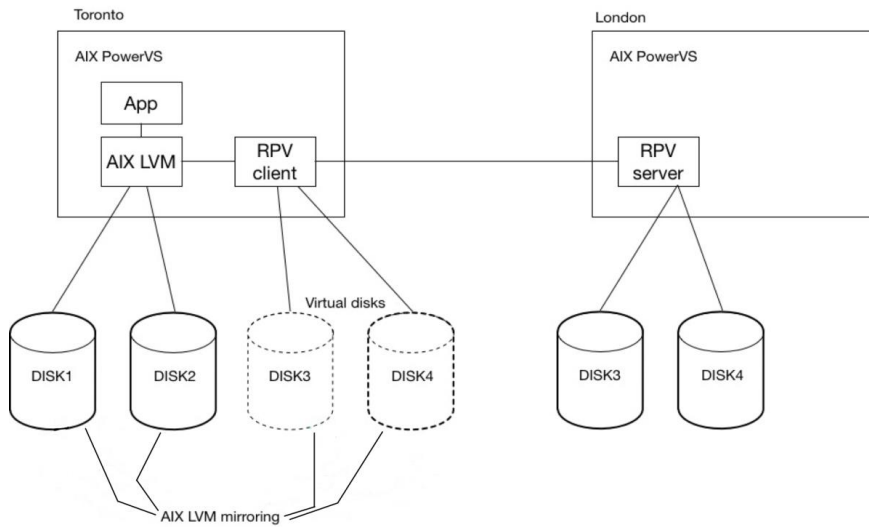 Toronto
London
AIX PowerVS
AIX PowerVS
App
AIX LVM
RPV
client
RPV
server
Virtual disks
DISK1
DISK2
DISK3
DISK4
DISK3
DISK4
AIX LVM mirroring